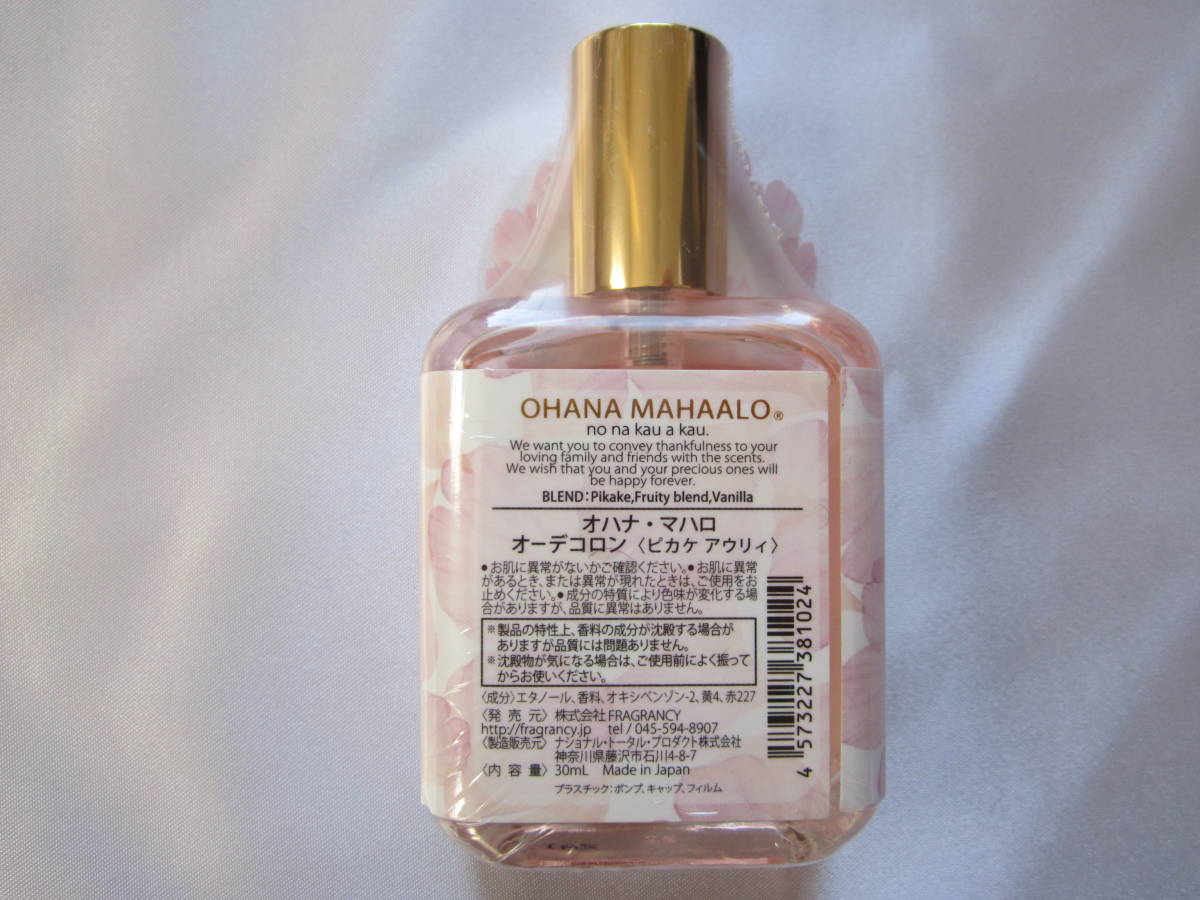 OHANA MAHAALO®
no na kau a kau.
We want you to convey thankfulness to your
loving family and friends with the scents.
We wish that you and your precious ones will
be happy forever.
BLEND:Pikake,Fruity blend,Vanilla
オハナ・マハロ
オーデコロン〈ピカケ アウリィ〉
●お肌に異常がないかご確認ください。●お肌に異常
があるとき、または異常が現れたときは、ご使用をお
止めください。●成分の特質により色味が変化する場
合がありますが、品質に異常はありません。
※製品の特性上、香料の成分が沈殿する場合が
ありますが品質には問題ありません。
※沈殿物が気になる場合は、ご使用前によく振って
からお使いください。
〈成分〉エタノール、香料、オキシベンゾン-2、黄4、赤227
〈発売元〉株式会社FRAGRANCY
http://fragrancy.jp tel / 045-594-8907
〈製造販売元〉ナショナル・トータル・プロダクト株式会社
神奈川県藤沢市石川4-8-7
〈内容量〉30mL Made in Japan
プラスチック：ポンプ、キャップ、フィルム
4 573227 381024